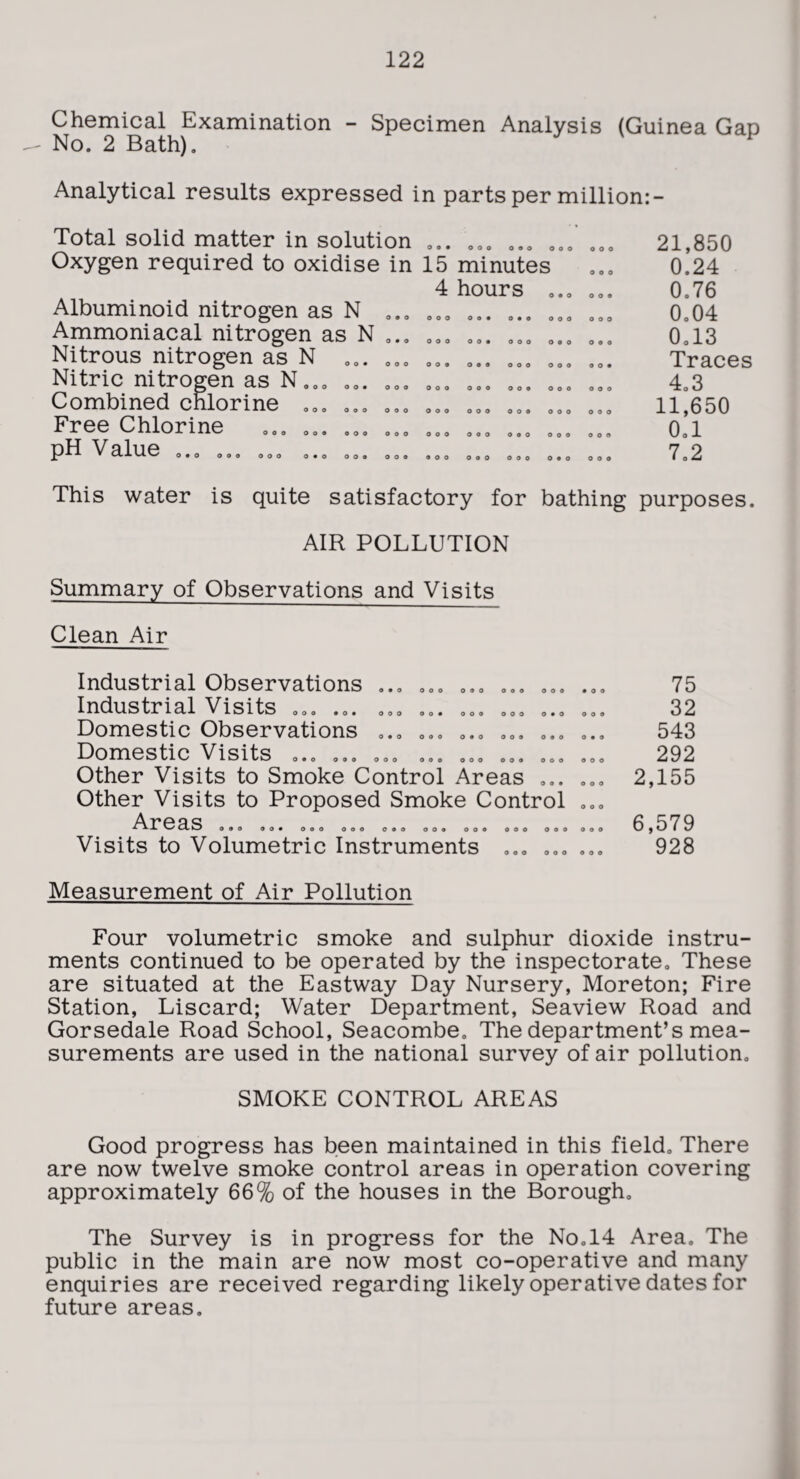 122
Chemical Examination - Specimen Analysis (Guinea Gap
No. 2 Bath).
Analytical results expressed in parts per million:-
Total solid matter in solution ... ... ... ... ... 21,850
Oxygen required to oxidise in 15 minutes ... 0.24
4 hours ... ... 0.76
Albuminoid nitrogen as N ... ... ... ... ... ... 0.04
Ammoniacal nitrogen as N ... ... ... ... ... ... 0.13
Nitrous nitrogen as N ... ... ... ... ... ... ... Traces
Nitric nitrogen as N ... ... ... ... ... ... ... ... 4.3
Combined chlorine ... ... ... ... ... ... ... ... 11,650
Free Chlorine ... ... ... ... ... ... ... ... ... 0.1
pH Value ... ... ... ... ... ... ... ... ... ... ... 7.2
This water is quite satisfactory for bathing purposes.
AIR POLLUTION
Summary of Observations and Visits
Clean Air
Industrial Observations ... ... ... ... ... ... 75
Industrial Visits ... ... ... ... ... ... ... ... 32
Domestic Observations ... ... ... ... ... ... 543
Domestic Visits ... ... ... ... ... ... ... ... 292
Other Visits to Smoke Control Areas ... ... 2,155
Other Visits to Proposed Smoke Control ...
Areas ... ... ... ... ... ... ... ... ... ... 6,579
Visits to Volumetric Instruments ... ... ... 928
Measurement of Air Pollution
Four volumetric smoke and sulphur dioxide instru-
ments continued to be operated by the inspectorate. These
are situated at the Eastway Day Nursery, Moreton; Fire
Station, Liscard; Water Department, Seaview Road and
Gorsedale Road School, Seacombe. The department's mea-
surements are used in the national survey of air pollution.
SMOKE CONTROL AREAS
Good progress has been maintained in this field. There
are now twelve smoke control areas in operation covering
approximately 66% of the houses in the Borough.
The Survey is in progress for the No.14 Area. The
public in the main are now most co-operative and many
enquiries are received regarding likely operative dates for
future areas.